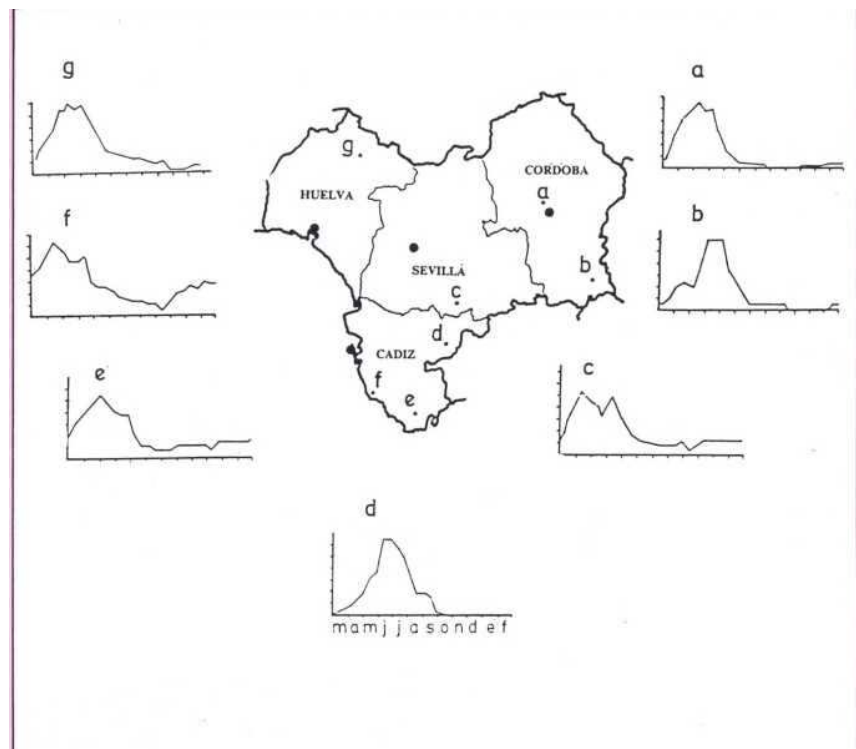 g
a
g
CORDOBA
a
HUELVA
f
b
SEVILLA
b
c
d
e
CADIZ
c
f
e
d
m a m j j a s o n d e f